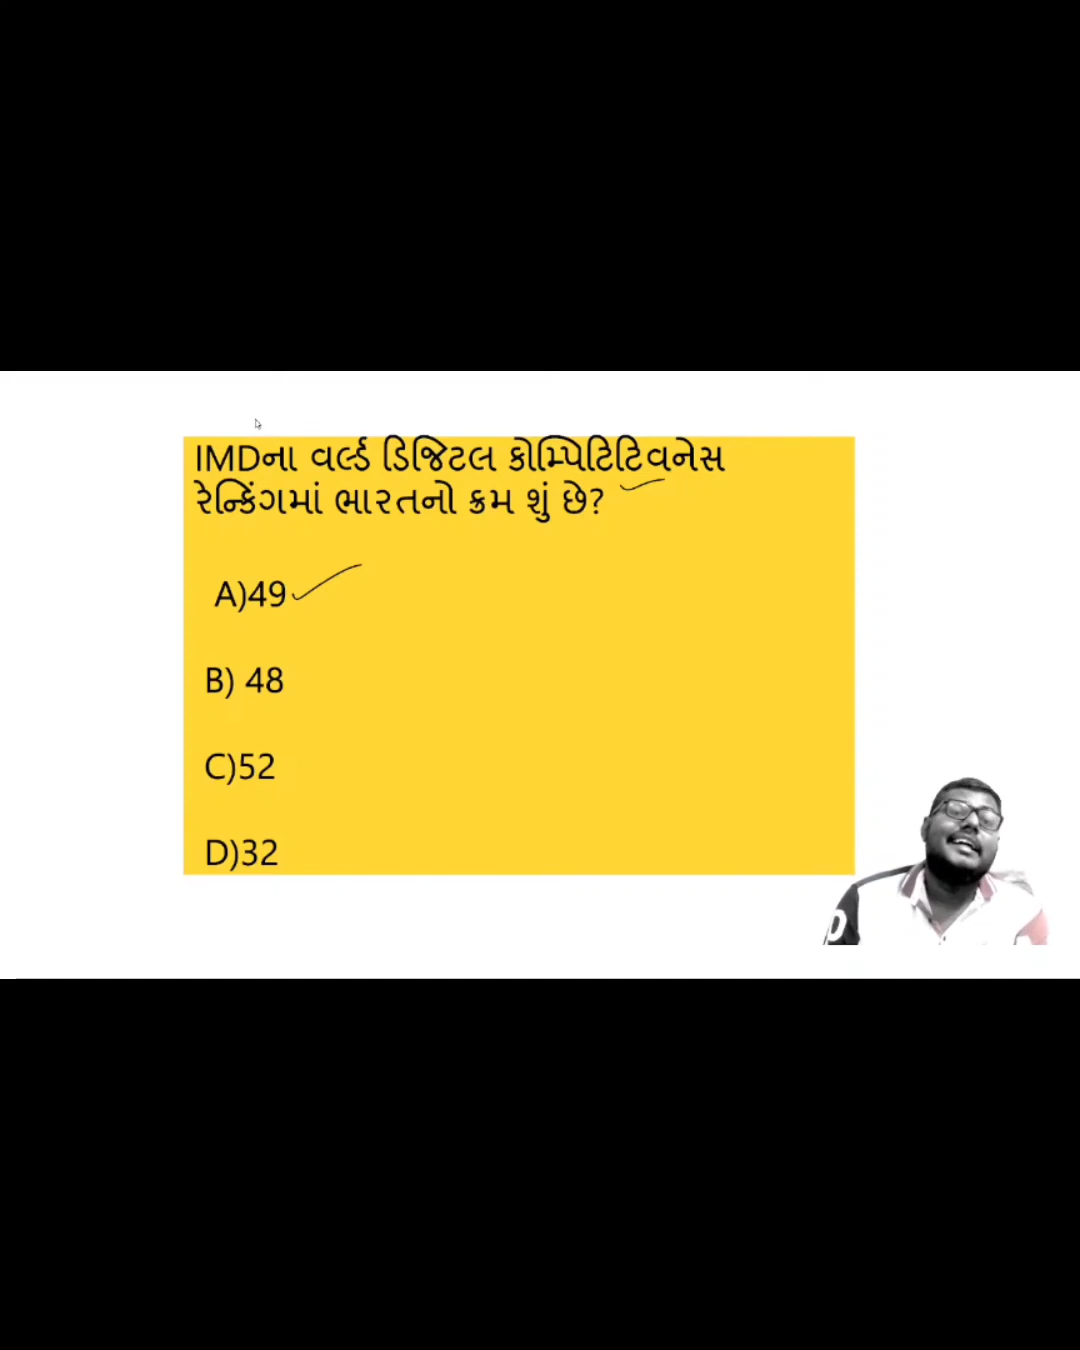 IMDના વર્લ્ડ ડિજિટલ કોમ્પિટિટિવનેસ
રેન્કિંગમાં ભારતનો ક્રમ શું છે?
A)49
B) 48
C)52
D)32